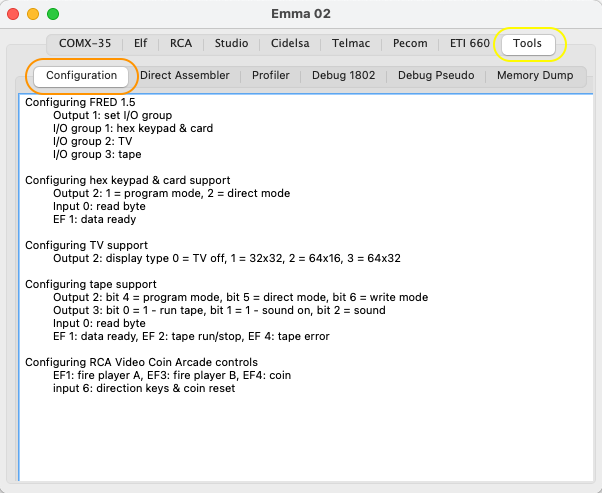 Emma 02
COMX-35 Elf RCA Studio Cidelsa Telmac Pecom ETI 660 Tools
Configuration Direct Assembler Profiler Debug 1802 Debug Pseudo Memory Dump
Configuring FRED 1.5
Output 1: set I/O group
I/O group 1: hex keypad & card
I/O group 2: TV
I/O group 3: tape
Configuring hex keypad & card support
Output 2: 1 = program mode, 2 = direct mode
Input 0: read byte
EF 1: data ready
Configuring TV support
Output 2: display type 0 = TV off, 1 = 32x32, 2 = 64x16, 3 = 64x32
Configuring tape support
Output 2: bit 4 = program mode, bit 5 = direct mode, bit 6 = write mode
Output 3: bit 0 = 1 - run tape, bit 1 = 1 - sound on, bit 2 = sound
Input 0: read byte
EF 1: data ready, EF 2: tape run/stop, EF 4: tape error
Configuring RCA Video Coin Arcade controls
EF1: fire player A, EF3: fire player B, EF4: coin
input 6: direction keys & coin reset